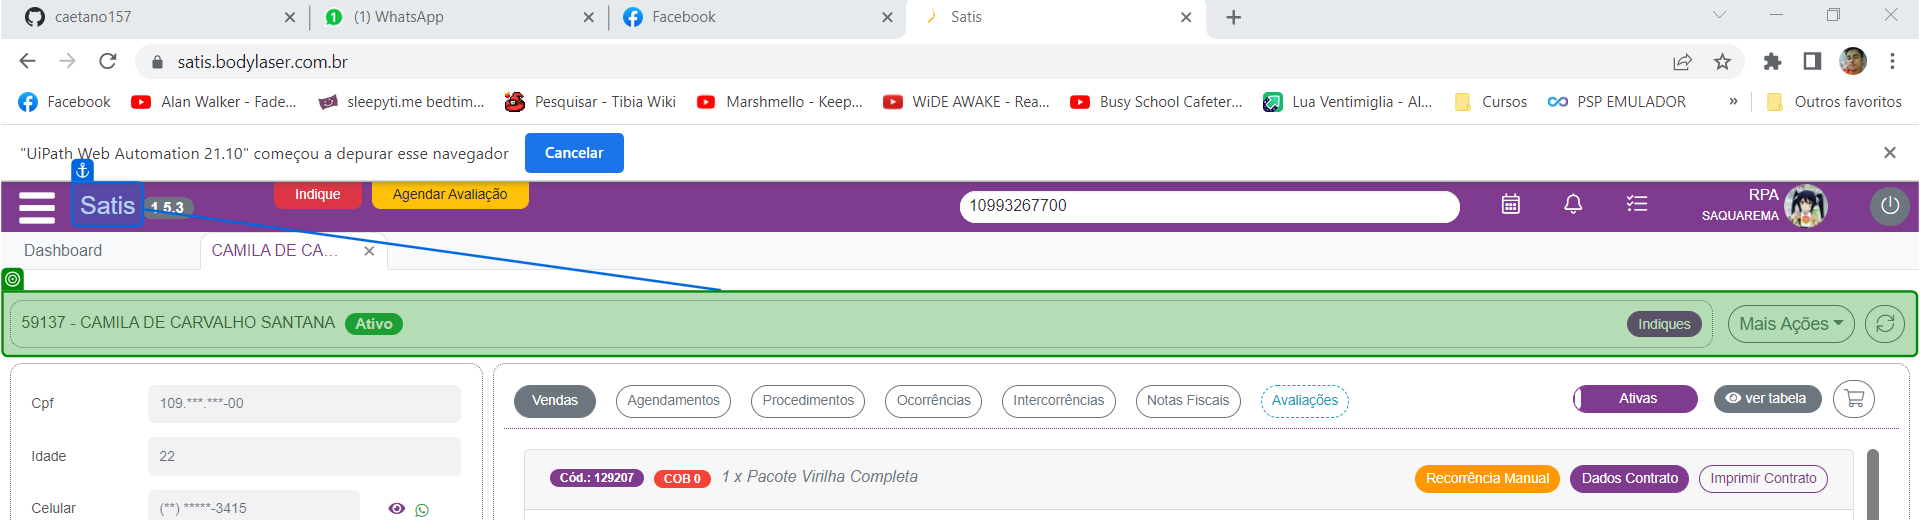 caetano157
1 (1) WhatsApp
Facebook
Satis
satis.bodylaser.com.br
Facebook
Alan Walker - Fade...
sleepyti.me bedtim...
Pesquisar - Tibia Wiki
Marshmello - Keep...
WiDE AWAKE - Rea...
Busy School Cafeter...
Lua Ventimiglia - Al...
Cursos
PSP EMULADOR
»
Outros favoritos
"UiPath Web Automation 21.10" começou a depurar esse navegador
Cancelar
Satis
1.5.3
Indique
Agendar Avaliação
10993267700
RPA
SAQUAREMA
Dashboard
CAMILA DE CA...
59137 - CAMILA DE CARVALHO SANTANA
Ativo
Indiques
Mais Ações
Cpf
109.***.***-00
Idade
22
Celular
(**) *****-3415
Vendas
Agendamentos
Procedimentos
Ocorrências
Intercorrências
Notas Fiscais
Avaliações
Ativas
ver tabela
Cód.: 129207
COB 0
1 x Pacote Virilha Completa
Recorrência Manual
Dados Contrato
Imprimir Contrato